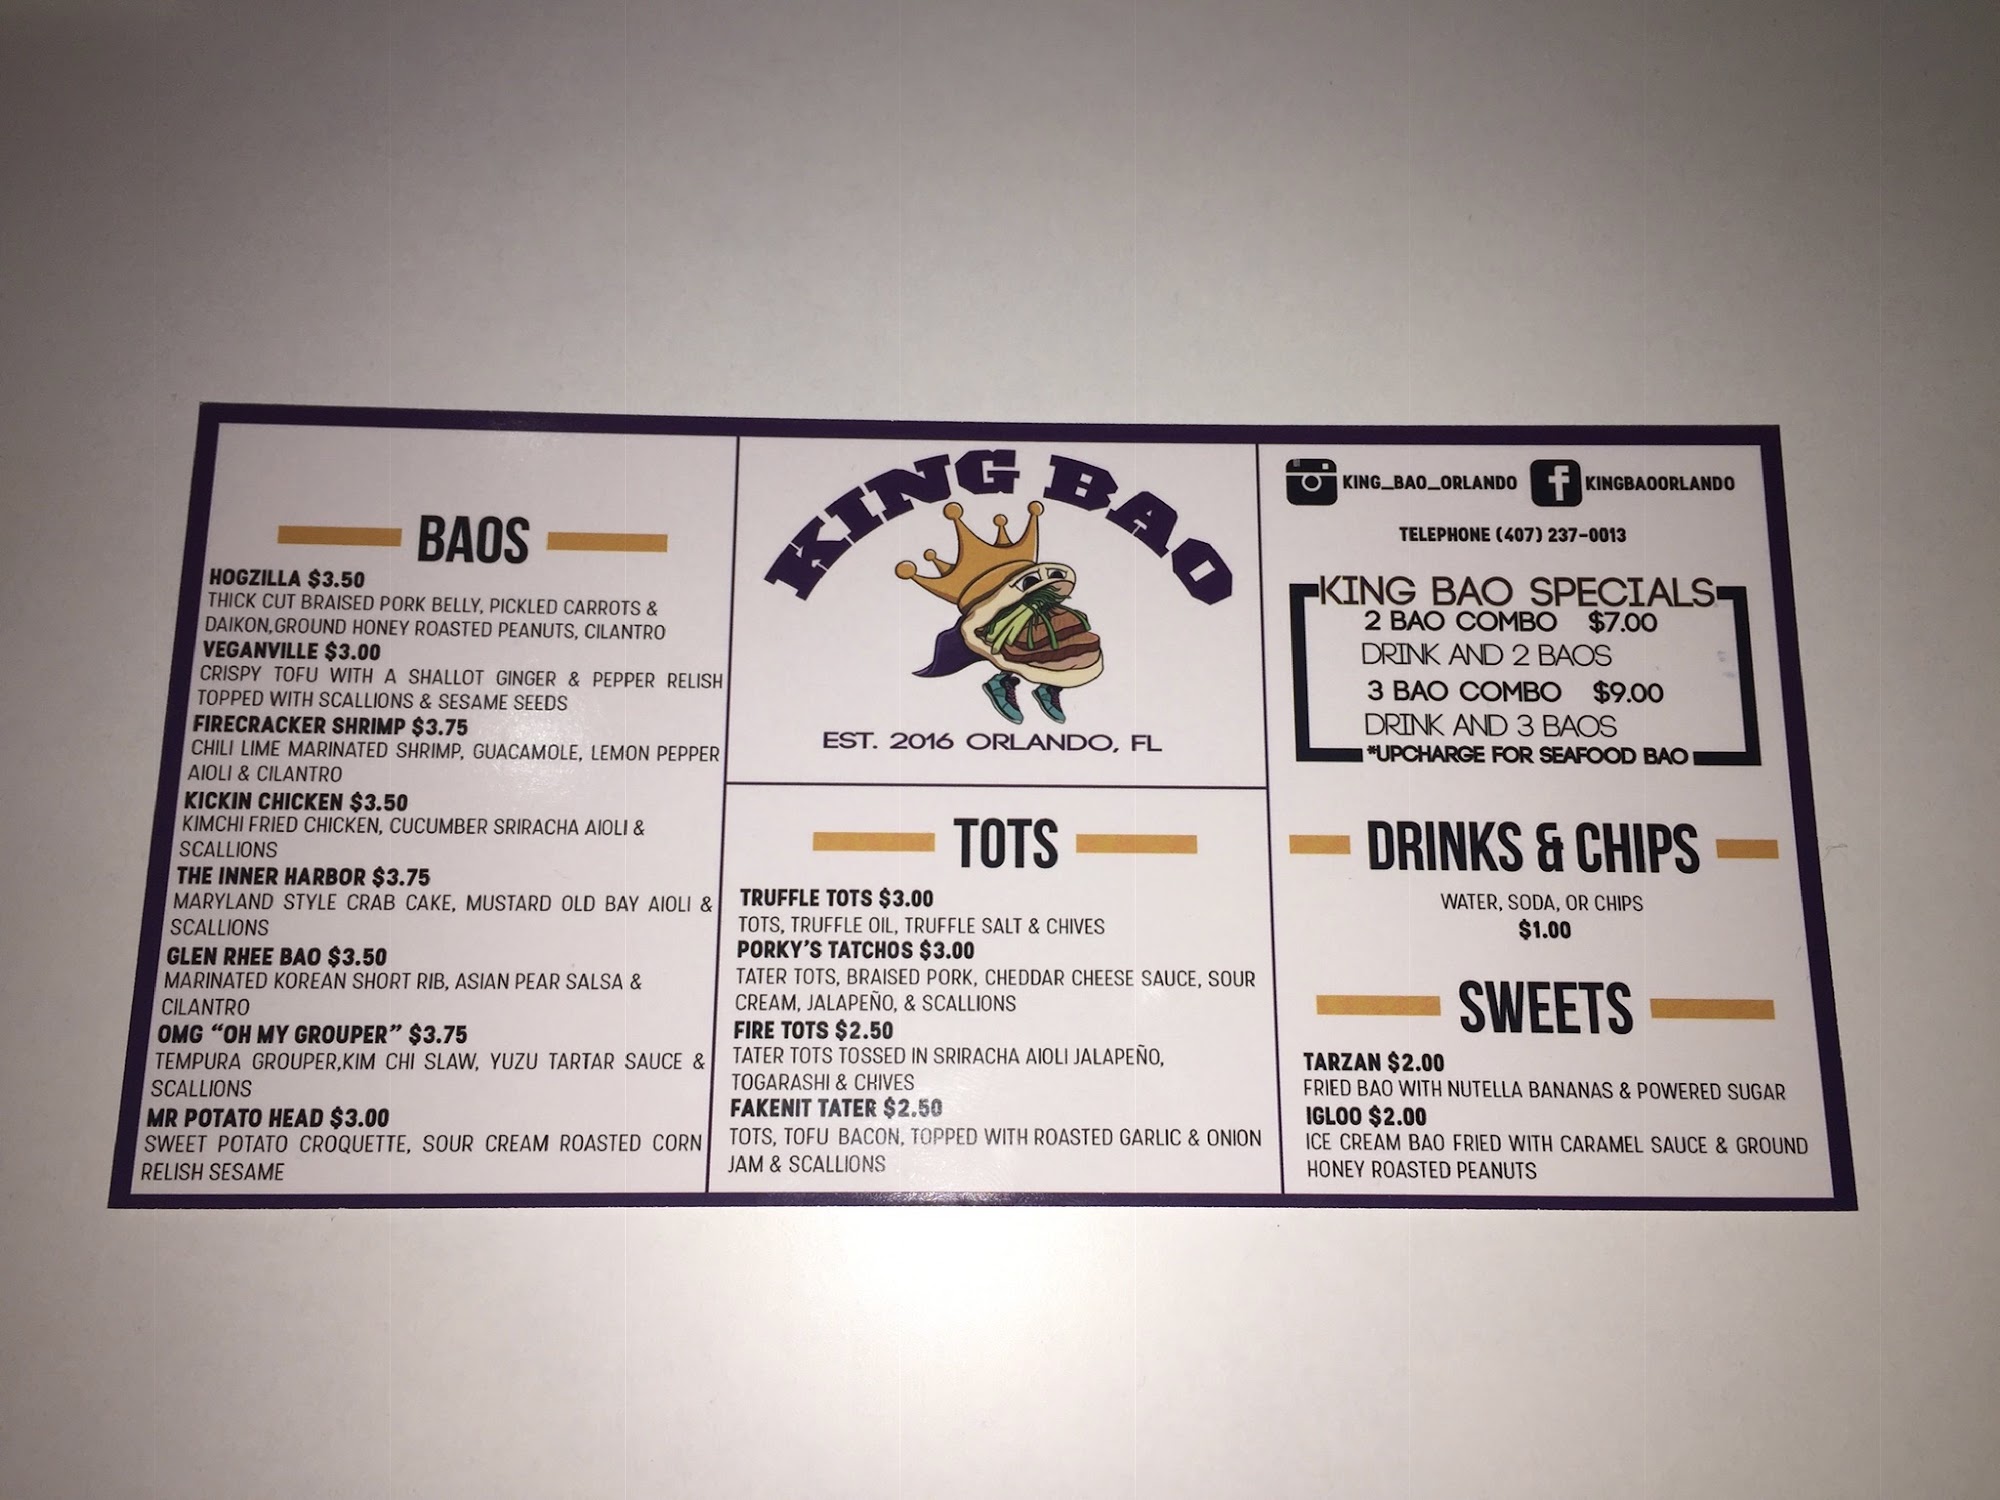 BAOS
HOGZILLA $3.50
THICK CUT BRAISED PORK BELLY, PICKLED CARROTS &
DAIKON,GROUND HONEY ROASTED PEANUTS, CILANTRO
VEGANVILLE $3.00
CRISPY TOFU WITH A SHALLOT GINGER & PEPPER RELISH
TOPPED WITH SCALLIONS & SESAME SEEDS
FIRECRACKER SHRIMP $3.75
CHILI LIME MARINATED SHRIMP, GUACAMOLE, LEMON PEPPER
AIOLI & CILANTRO
KICKIN CHICKEN $3.50
KIMCHI FRIED CHICKEN, CUCUMBER SRIRACHA AIOLI &
SCALLIONS
THE INNER HARBOR $3.75
MARYLAND STYLE CRAB CAKE, MUSTARD OLD BAY AIOLI &
SCALLIONS
GLEN RHEE BAO $3.50
MARINATED KOREAN SHORT RIB, ASIAN PEAR SALSA &
CILANTRO
OMG "OH MY GROUPER" $3.75
TEMPURA GROUPER,KIM CHI SLAW, YUZU TARTAR SAUCE &
SCALLIONS
MR POTATO HEAD $3.00
SWEET POTATO CROQUETTE, SOUR CREAM ROASTED CORN
RELISH SESAME
KING BAO
EST. 2016 ORLANDO, FL
TOTS
TRUFFLE TOTS $3.00
TOTS, TRUFFLE OIL, TRUFFLE SALT & CHIVES
PORKY'S TATCHOS $3.00
TATER TOTS, BRAISED PORK, CHEDDAR CHEESE SAUCE, SOUR
CREAM, JALAPEÑO, & SCALLIONS
FIRE TOTS $2.50
TATER TOTS TOSSED IN SRIRACHA AIOLI JALAPEÑO,
TOGARASHI & CHIVES
FAKENIT TATER $2.50
TOTS, TOFU BACON, TOPPED WITH ROASTED GARLIC & ONION
JAM & SCALLIONS
KING_BAO_ORLANDO f KINGBAOORLANDO
TELEPHONE (407) 237-0013
KING BAO SPECIALS
2 BAO COMBO $7.00
DRINK AND 2 BAOS
3 BAO COMBO $9.00
DRINK AND 3 BAOS
*UPCHARGE FOR SEAFOOD BAO
DRINKS & CHIPS
WATER, SODA, OR CHIPS
$1.00
SWEETS
TARZAN $2.00
FRIED BAO WITH NUTELLA BANANAS & POWERED SUGAR
IGLOO $2.00
ICE CREAM BAO FRIED WITH CARAMEL SAUCE & GROUND
HONEY ROASTED PEANUTS